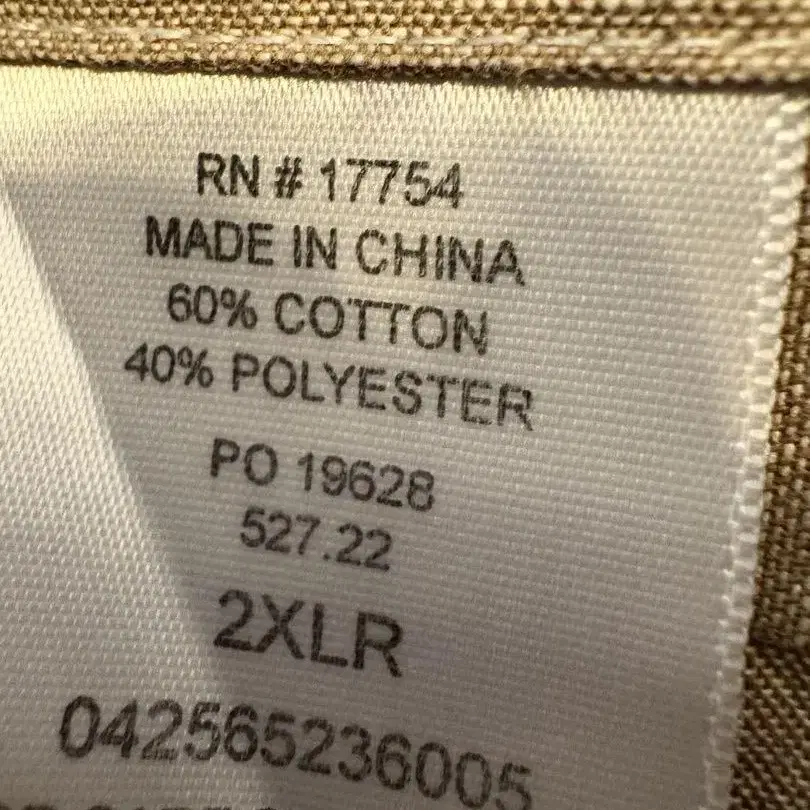 RN # 17754
MADE IN CHINA
60% COTTON
40% POLYESTER
PO 19628
527.22
2XLR
042565236005